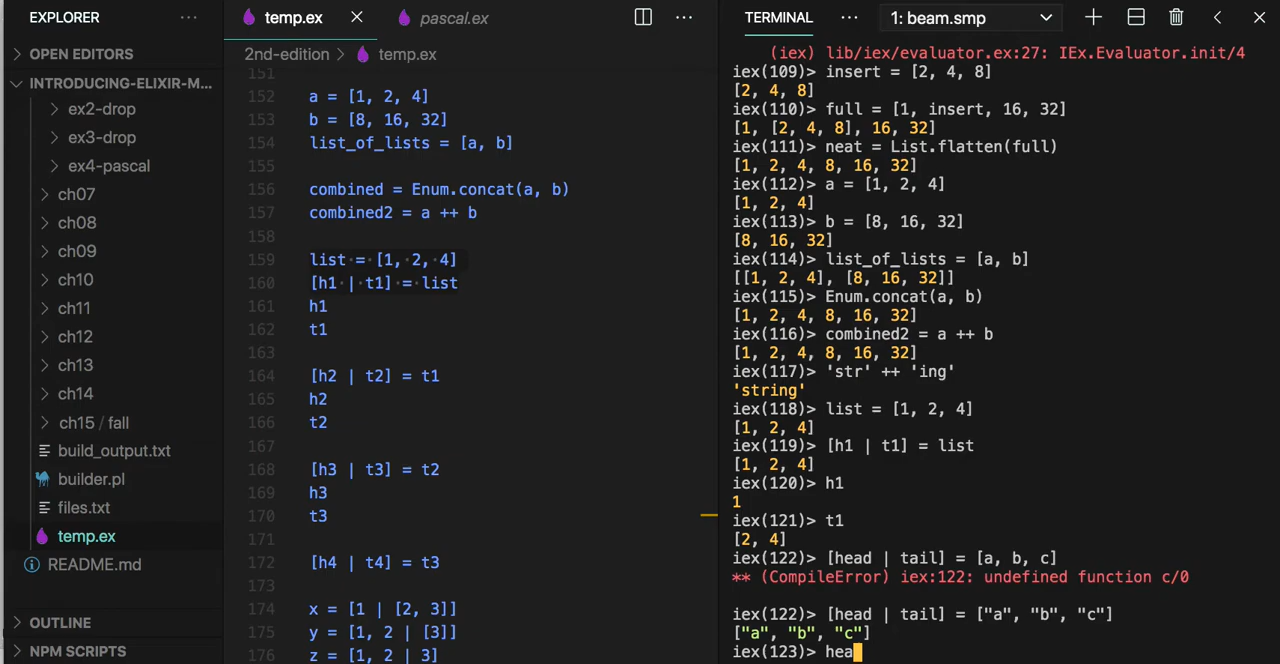 EXPLORER
OPEN EDITORS
INTRODUCING-ELIXIR-M...
ex2-drop
ex3-drop
ex4-pascal
ch07
ch08
ch09
ch10
ch11
ch12
ch13
ch14
ch15 / fall
build_output.txt
builder.pl
files.txt
temp.ex
README.md
OUTLINE
NPM SCRIPTS
temp.ex
pascal.ex
2nd-edition > temp.ex
151
152 a = [1, 2, 4]
153 b = [8, 16, 32]
154 list_of_lists = [a, b]
155
156 combined = Enum.concat(a, b)
157 combined2 = a ++ b
158
159 list = [1, 2, 4]
160 [h1 | t1] = list
161 h1
162 t1
163
164 [h2 | t2] = t1
165 h2
166 t2
167
168 [h3 | t3] = t2
169 h3
170 t3
171
172 [h4 | t4] = t3
173
174 x = [1 | [2, 3]]
175 y = [1, 2 | [3]]
176 z = [1, 2 | 3]
TERMINAL
1: beam.smp
(iex) lib/iex/evaluator.ex:27: IEx.Evaluator.init/4
iex(109)> insert = [2, 4, 8]
[2, 4, 8]
iex(110)> full = [1, insert, 16, 32]
[1, [2, 4, 8], 16, 32]
iex(111)> neat = List.flatten(full)
[1, 2, 4, 8, 16, 32]
iex(112)> a = [1, 2, 4]
[1, 2, 4]
iex(113)> b = [8, 16, 32]
[8, 16, 32]
iex(114)> list_of_lists = [a, b]
[[1, 2, 4], [8, 16, 32]]
iex(115)> Enum.concat(a, b)
[1, 2, 4, 8, 16, 32]
iex(116)> combined2 = a ++ b
[1, 2, 4, 8, 16, 32]
iex(117)> 'str' ++ 'ing'
'string'
iex(118)> list = [1, 2, 4]
[1, 2, 4]
iex(119)> [h1 | t1] = list
[1, 2, 4]
iex(120)> h1
1
iex(121)> t1
[2, 4]
iex(122)> [head | tail] = [a, b, c]
** (CompileError) iex:122: undefined function c/0
iex(122)> [head | tail] = ["a", "b", "c"]
["a", "b", "c"]
iex(123)> hea